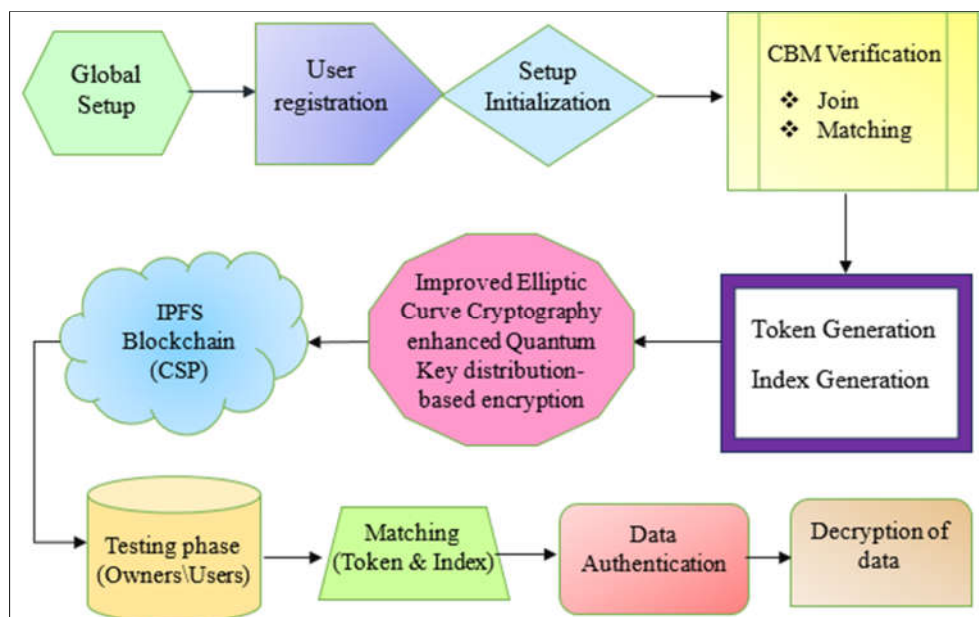 Global
Setup
User
registration
Setup
Initialization
CBM Verification
❖ Join
❖ Matching
Token Generation
Index Generation
Improved Elliptic
Curve Cryptography
enhanced Quantum
Key distribution-
based encryption
IPFS
Blockchain
(CSP)
Testing phase
(Owners\Users)
Matching
(Token & Index)
Data
Authentication
Decryption of
data